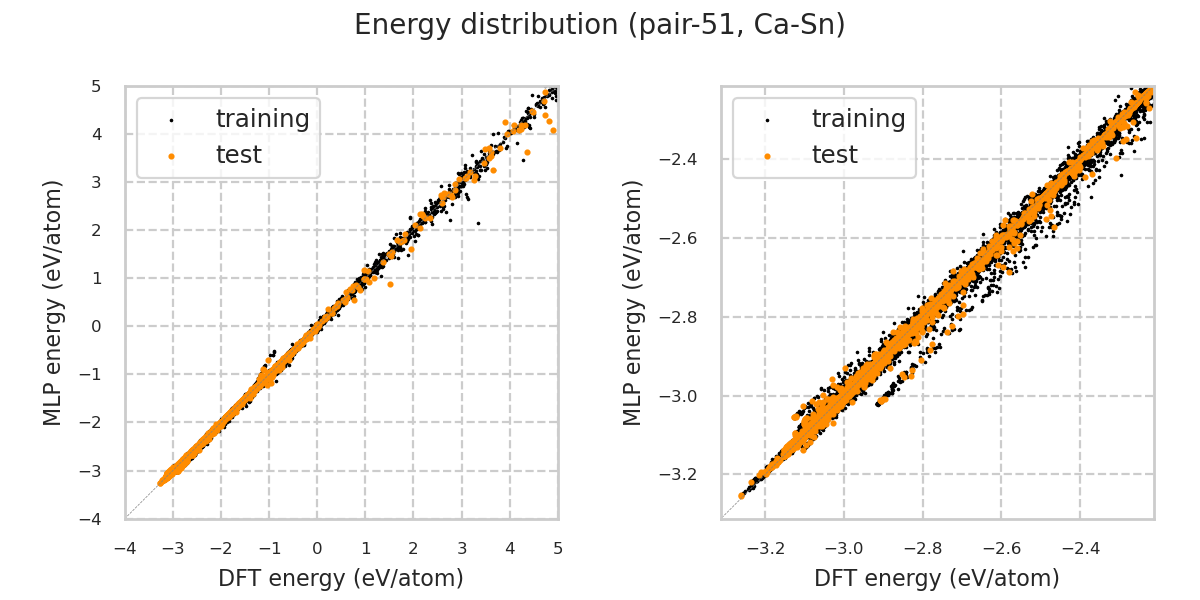 Energy distribution (pair-51, Ca-Sn)
training
test
5
4
3
2
1
0
−1
−2
−3
−4
−4 −3 −2 −1 0 1 2 3 4 5
DFT energy (eV/atom)
MLP energy (eV/atom)
training
test
−2.4
−2.6
−2.8
−3.0
−3.2
−3.2 −3.0 −2.8 −2.6 −2.4
DFT energy (eV/atom)
MLP energy (eV/atom)